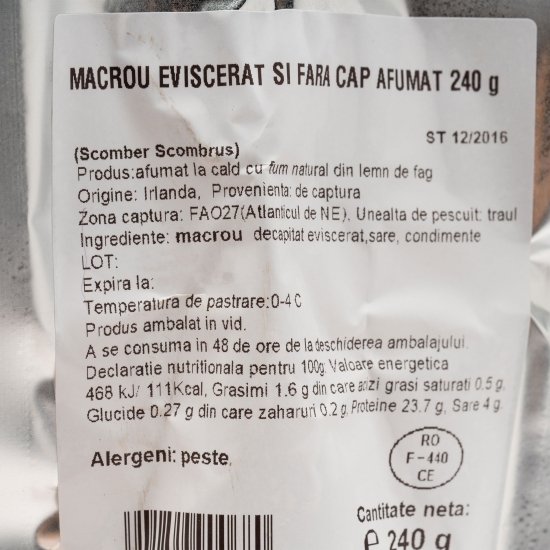 MACROU EVISCERAT SI FARA CAP AFUMAT 240 g
ST 12/2016
(Scomber Scombrus)
Produs:afumat la cald cu fum natural din lemn de fag
Origine: Irlanda, Provenienta: de captura
Zona captura: FAO27(Atlanticul de NE), Unealta de pescuit: traul
Ingrediente: macrou decapitat eviscerat,sare, condimente
LOT:
Expira la:
Temperatura de pastrare:0-4 C
Produs ambalat in vid.
A se consuma in 48 de ore de la deschiderea ambalajului.
Declaratie nutritionala pentru 100g: Valoare energetica
468 kJ/ 111Kcal, Grasimi 1.6 g din care acizi grasi saturati 0.5 g,
Glucide 0.27 g din care zaharuri 0.2 g, Proteine 23.7 g, Sare 4 g
Alergeni: peste,
RO
F-440
CE
Cantitate neta:
e 240 g